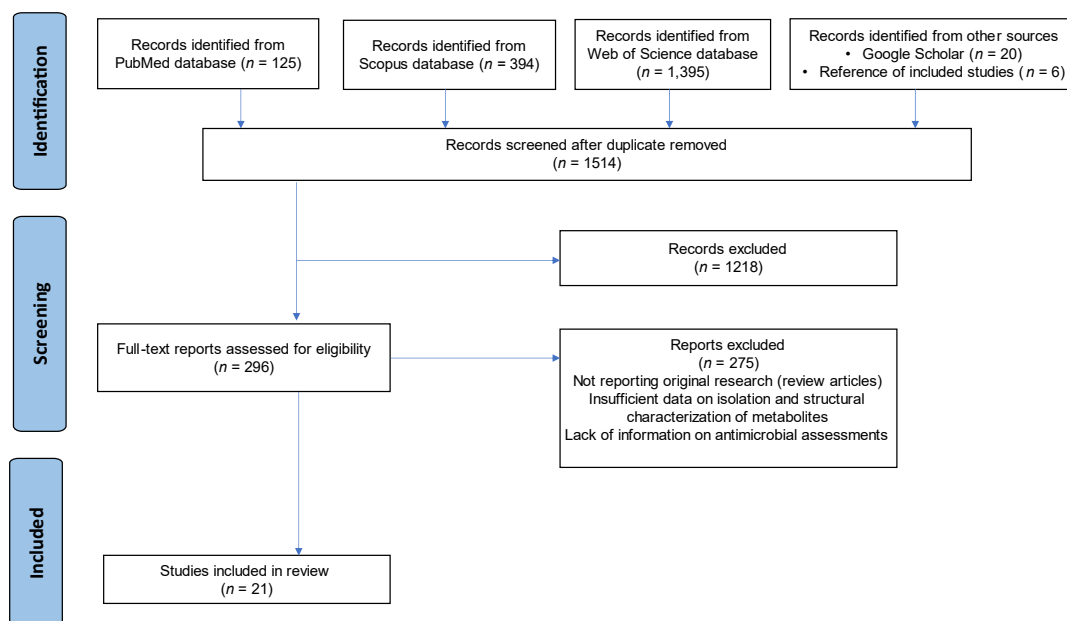 Identification
Records identified from
PubMed database (n = 125)
Records identified from
Scopus database (n = 394)
Records identified from
Web of Science database
(n = 1,395)
Records identified from other sources
• Google Scholar (n = 20)
• Reference of included studies (n = 6)
Records screened after duplicate removed
(n = 1514)
Screening
Records excluded
(n = 1218)
Full-text reports assessed for eligibility
(n = 296)
Reports excluded
(n = 275)
Not reporting original research (review articles)
Insufficient data on isolation and structural
characterization of metabolites
Lack of information on antimicrobial assessments
Included
Studies included in review
(n = 21)